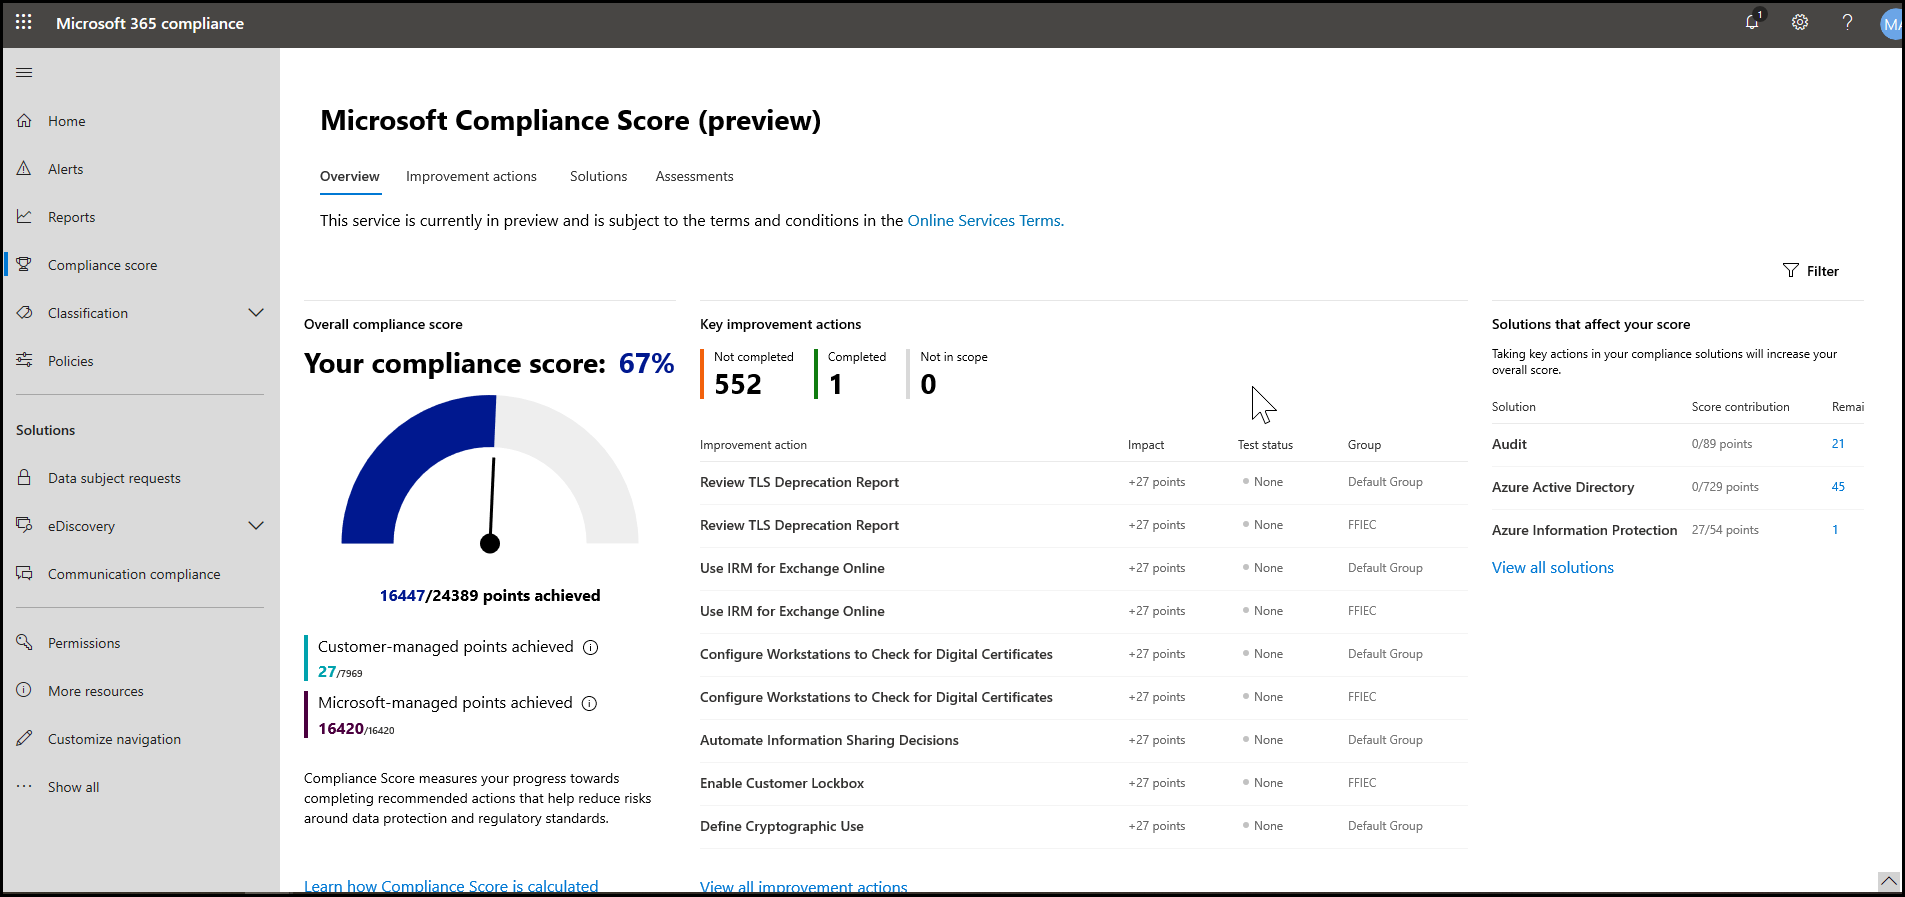 Microsoft 365 compliance
1
Home
Alerts
Reports
Compliance score
Classification
Policies
Solutions
Data subject requests
eDiscovery
Communication compliance
Permissions
More resources
Customize navigation
Show all
Microsoft Compliance Score (preview)
Overview Improvement actions Solutions Assessments
This service is currently in preview and is subject to the terms and conditions in the Online Services Terms.
Filter
Overall compliance score
Your compliance score: 67%
16447/24389 points achieved
Customer-managed points achieved
27/7969
Microsoft-managed points achieved
16420/16420
Compliance Score measures your progress towards
completing recommended actions that help reduce risks
around data protection and regulatory standards.
Learn how Compliance Score is calculated
Key improvement actions
Not completed Completed Not in scope
552 1 0
Improvement action Impact Test status Group
Review TLS Deprecation Report +27 points None Default Group
Review TLS Deprecation Report +27 points None FFIEC
Use IRM for Exchange Online +27 points None Default Group
Use IRM for Exchange Online +27 points None FFIEC
Configure Workstations to Check for Digital Certificates +27 points None Default Group
Configure Workstations to Check for Digital Certificates +27 points None FFIEC
Automate Information Sharing Decisions +27 points None Default Group
Enable Customer Lockbox +27 points None FFIEC
Define Cryptographic Use +27 points None Default Group
View all improvement actions
Solutions that affect your score
Taking key actions in your compliance solutions will increase your
overall score.
Solution Score contribution Remai
Audit 0/89 points 21
Azure Active Directory 0/729 points 45
Azure Information Protection 27/54 points 1
View all solutions